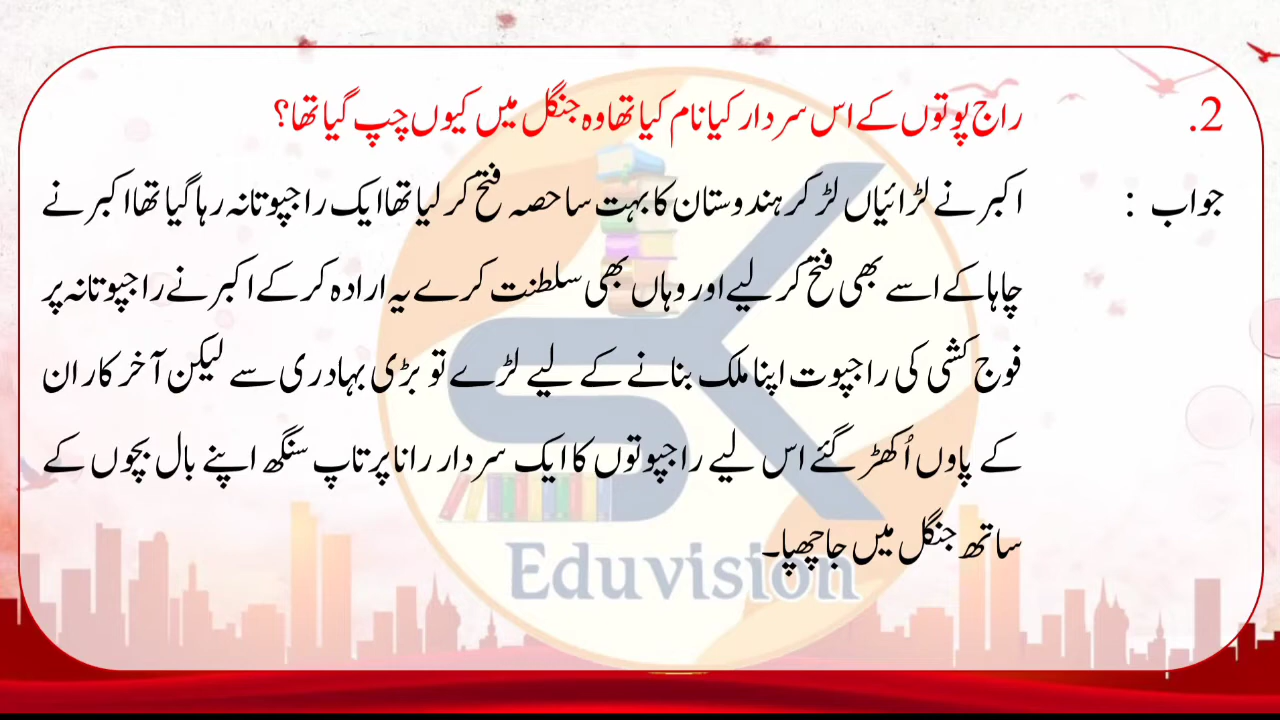 2. راج پوتوں کے اس سردار کیا نام کیا تھا وہ جنگل میں کیوں چپ گیا تھا؟
جواب : اکبر نے لڑائیاں لڑ کر ہندوستان کا بہت سا حصہ فتح کر لیا تھا ایک راجپوتانہ رہا گیا تھا اکبر نے
چاہا کے اسے بھی فتح کر لیے اور وہاں بھی سلطنت کرے یہ ارادہ کر کے اکبر نے راجپوتانہ پر
فوج کشی کی راجپوت اپنا ملک بنانے کے لیے لڑے تو بڑی بہادری سے لیکن آخر کار ان
کے پاوں اُکھڑ گئے اس لیے راجپوتوں کا ایک سردار رانا پرتاپ سنگھ اپنے بال بچوں کے
ساتھ جنگل میں جا چھپا۔
SK
Eduvision